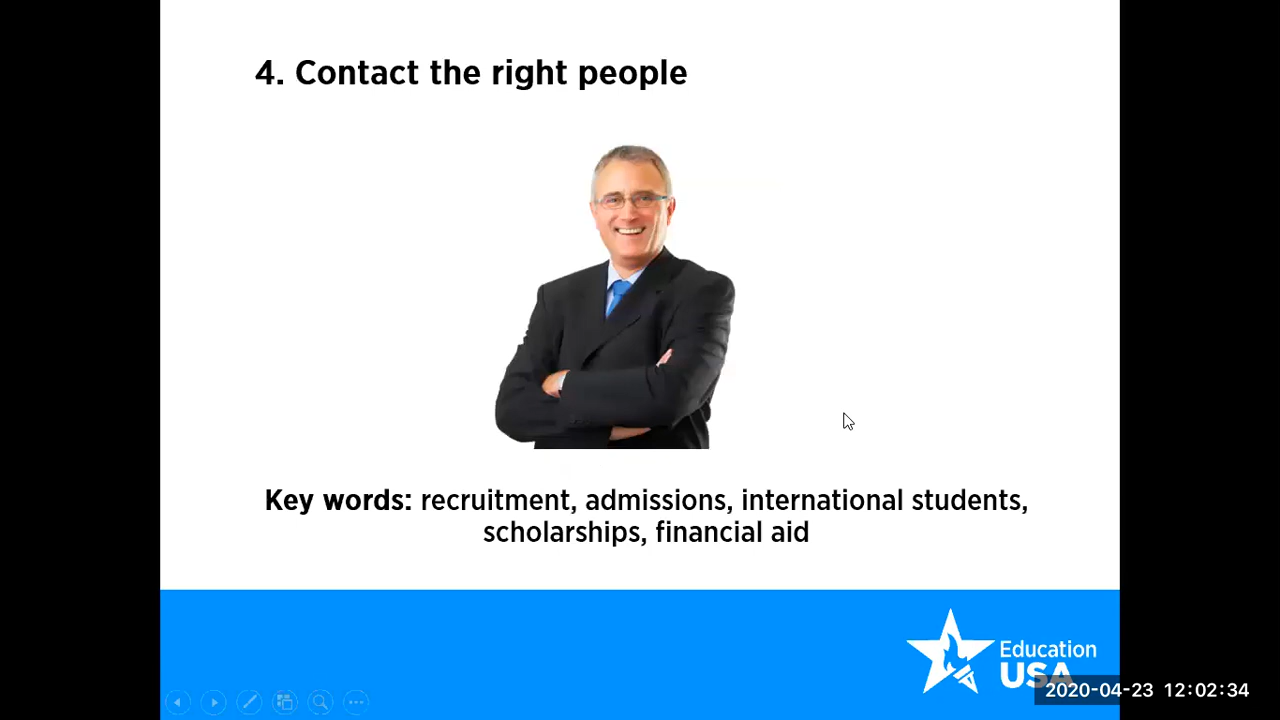 4. Contact the right people
Key words: recruitment, admissions, international students,
scholarships, financial aid
Education
USA
2020-04-23 12:02:34